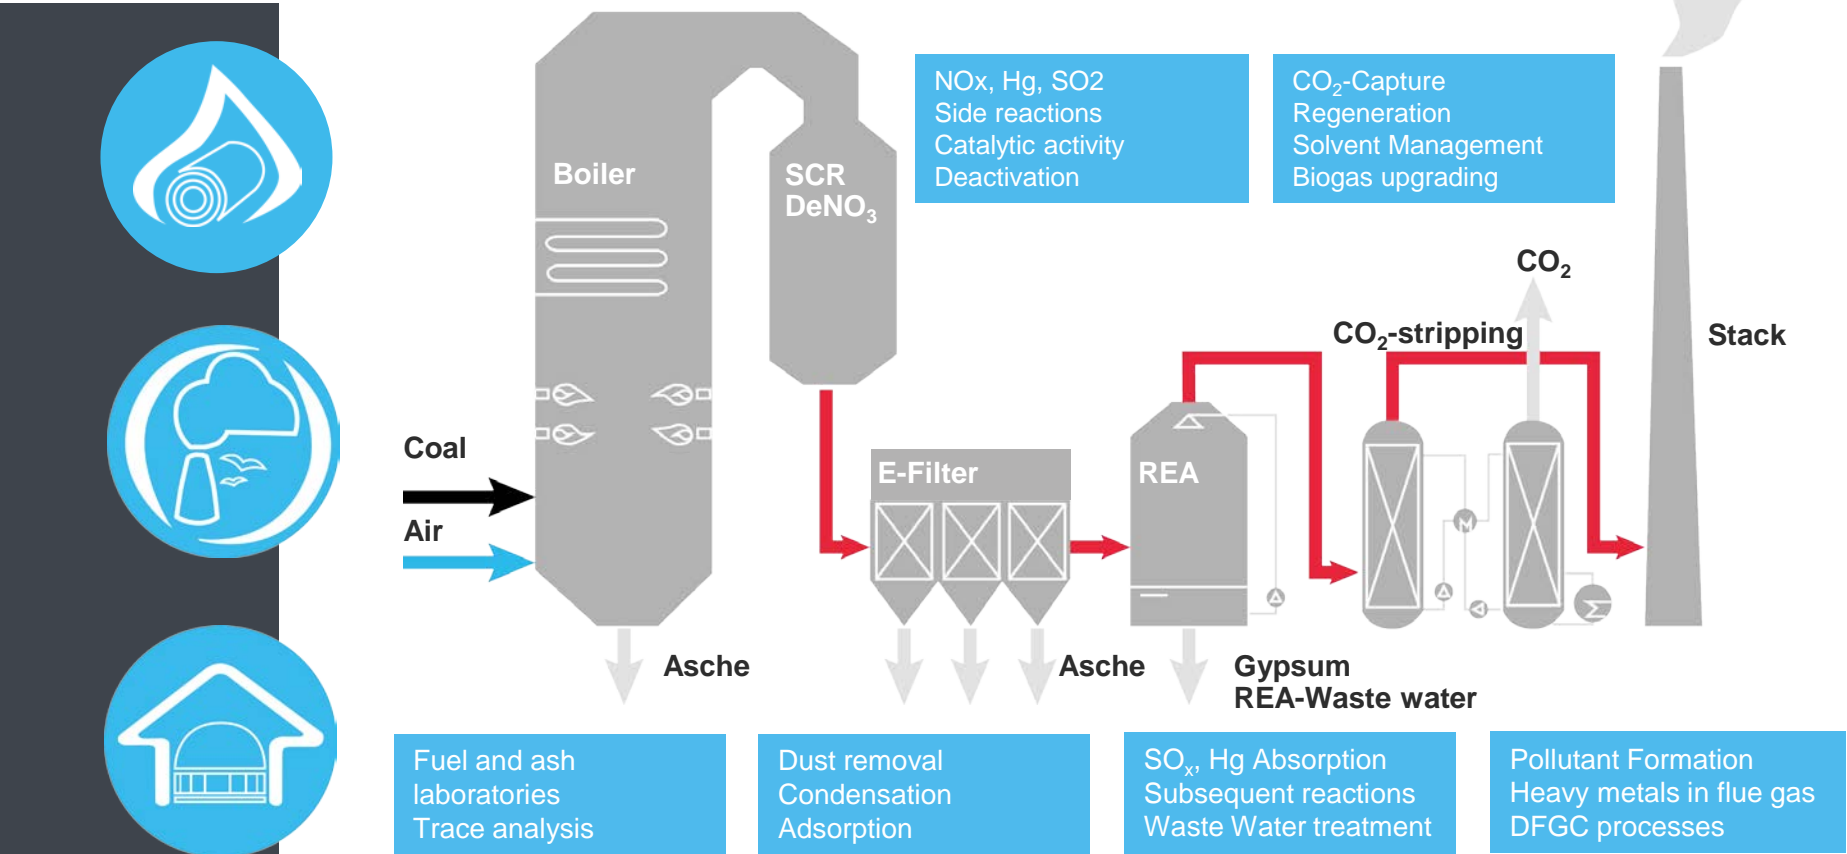 NOx, Hg, SO2
Side reactions
Catalytic activity
Deactivation
CO₂-Capture
Regeneration
Solvent Management
Biogas upgrading
Boiler
SCR
DeNO₃
CO₂
CO₂-stripping
Stack
Coal
Air
E-Filter
REA
M
Asche
Asche
Gypsum
REA-Waste water
Fuel and ash
laboratories
Trace analysis
Dust removal
Condensation
Adsorption
SOₓ, Hg Absorption
Subsequent reactions
Waste Water treatment
Pollutant Formation
Heavy metals in flue gas
DFGC processes